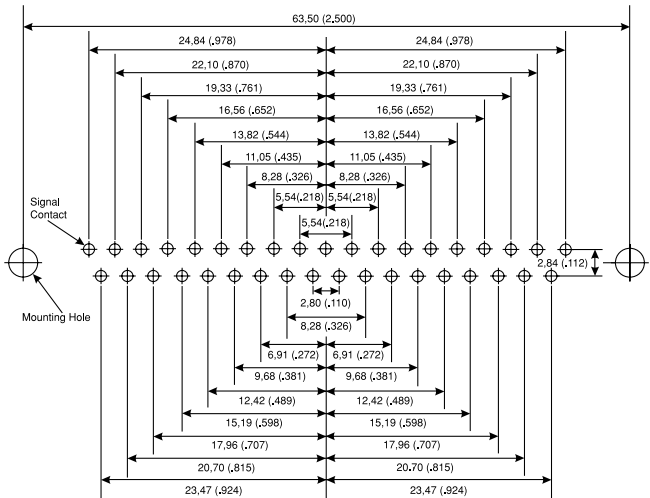 63,50 (2.500)
24,84 (.978) 24,84 (.978)
22,10 (.870) 22,10 (.870)
19,33 (.761) 19,33 (.761)
16,56 (.652) 16,56 (.652)
13,82 (.544) 13,82 (.544)
11,05 (.435) 11,05 (.435)
8,28 (.326) 8,28 (.326)
5,54(.218) 5,54(.218)
5,54(.218)
Signal
Contact
2,84 (.112)
Mounting Hole
2,80 (.110)
8,28 (.326)
6,91 (.272) 6,91 (.272)
9,68 (.381) 9,68 (.381)
12,42 (.489) 12,42 (.489)
15,19 (.598) 15,19 (.598)
17,96 (.707) 17,96 (.707)
20,70 (.815) 20,70 (.815)
23,47 (.924) 23,47 (.924)